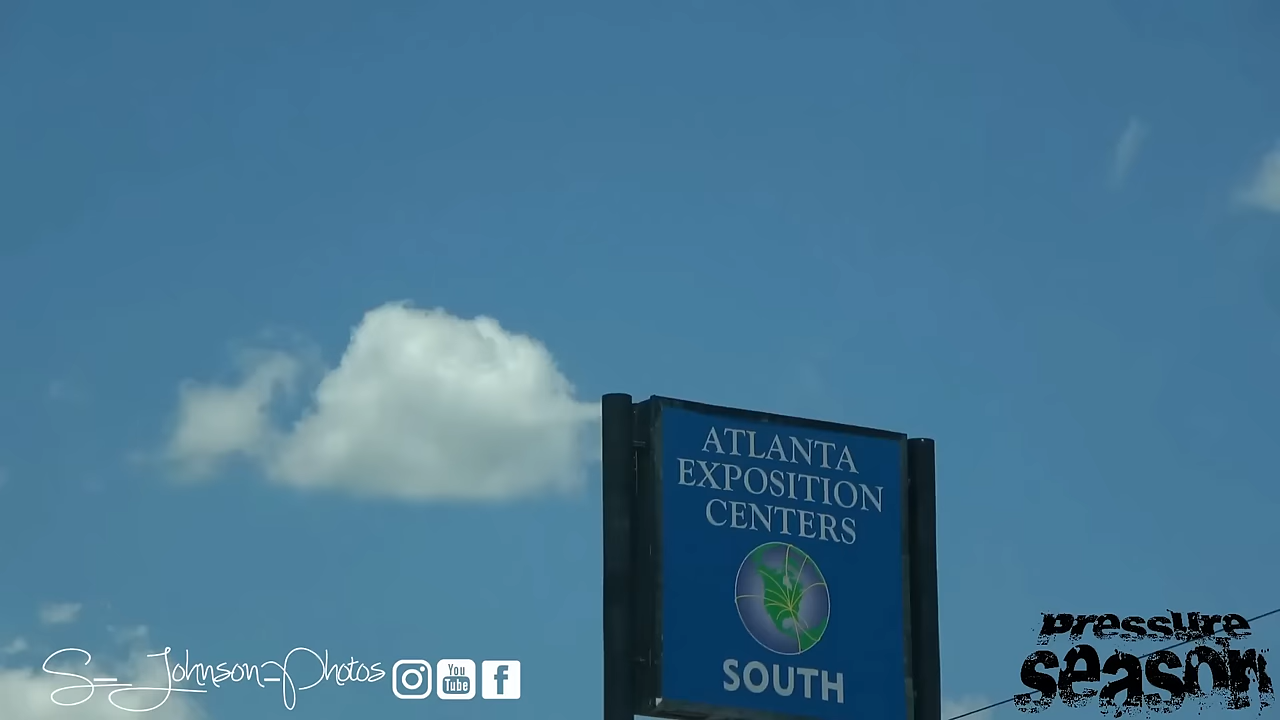 ATLANTA
EXPOSITION
CENTERS
SOUTH
S_Johnson_Photos
You
Tube
Pressure
season